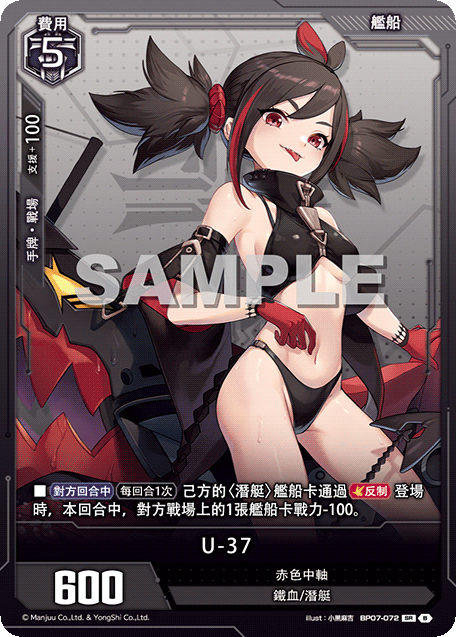 費用
5
艦船
支援+100
手牌・戰場
SAMPLE
■ 對方回合中 每回合1次 己方的〈潛艇〉艦船卡通過 反制 登場
時，本回合中，對方戰場上的1張艦船卡戰力-100。
U-37
600
赤色中軸
鐵血/潛艇
© Manjuu Co.,Ltd. & YongShi Co.,Ltd.
illust：小黑麻吉 BP07-072 SR B